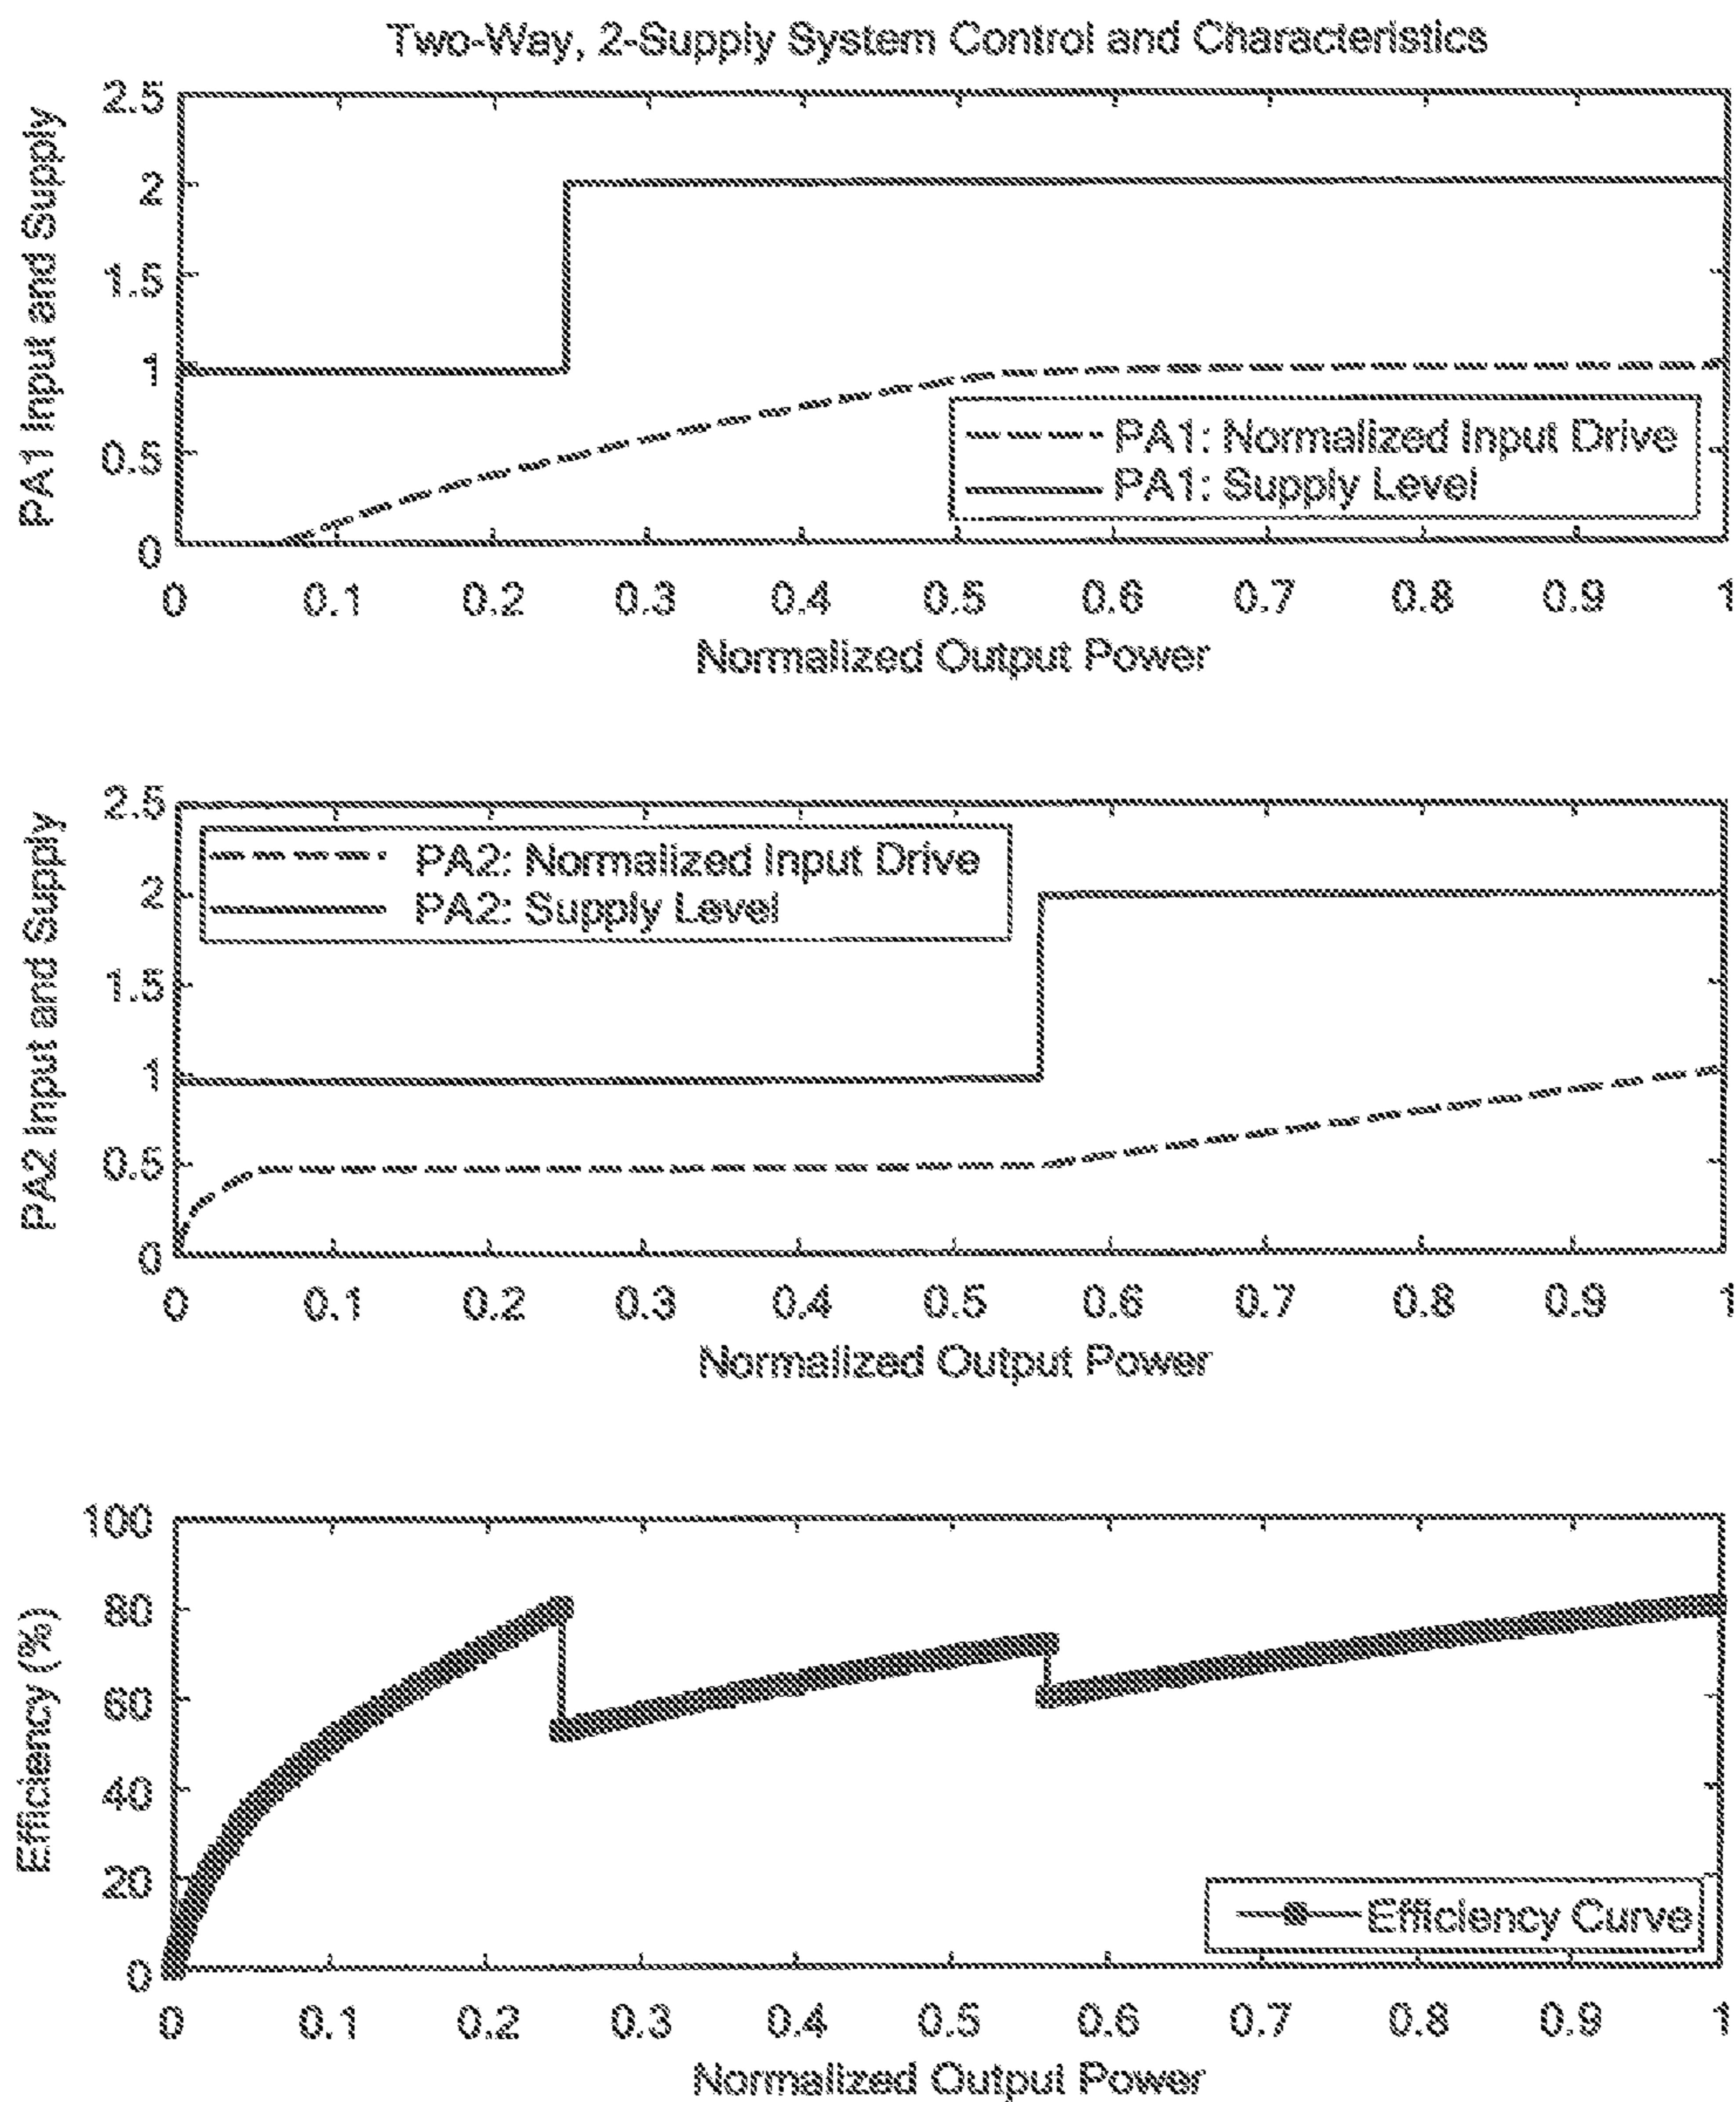 Two-Way, 2-Supply System Control and Characteristics
PA1 Input and Supply
2.5
2
1.5
1
0.5
0
PA1: Normalized Input Drive
PA1: Supply Level
0 0.1 0.2 0.3 0.4 0.5 0.6 0.7 0.8 0.9 1
Normalized Output Power
PA2 Input and Supply
2.5
2
1.5
1
0.5
0
PA2: Normalized Input Drive
PA2: Supply Level
0 0.1 0.2 0.3 0.4 0.5 0.6 0.7 0.8 0.9 1
Normalized Output Power
Efficiency (%)
100
80
60
40
20
0
Efficiency Curve
0 0.1 0.2 0.3 0.4 0.5 0.6 0.7 0.8 0.9 1
Normalized Output Power